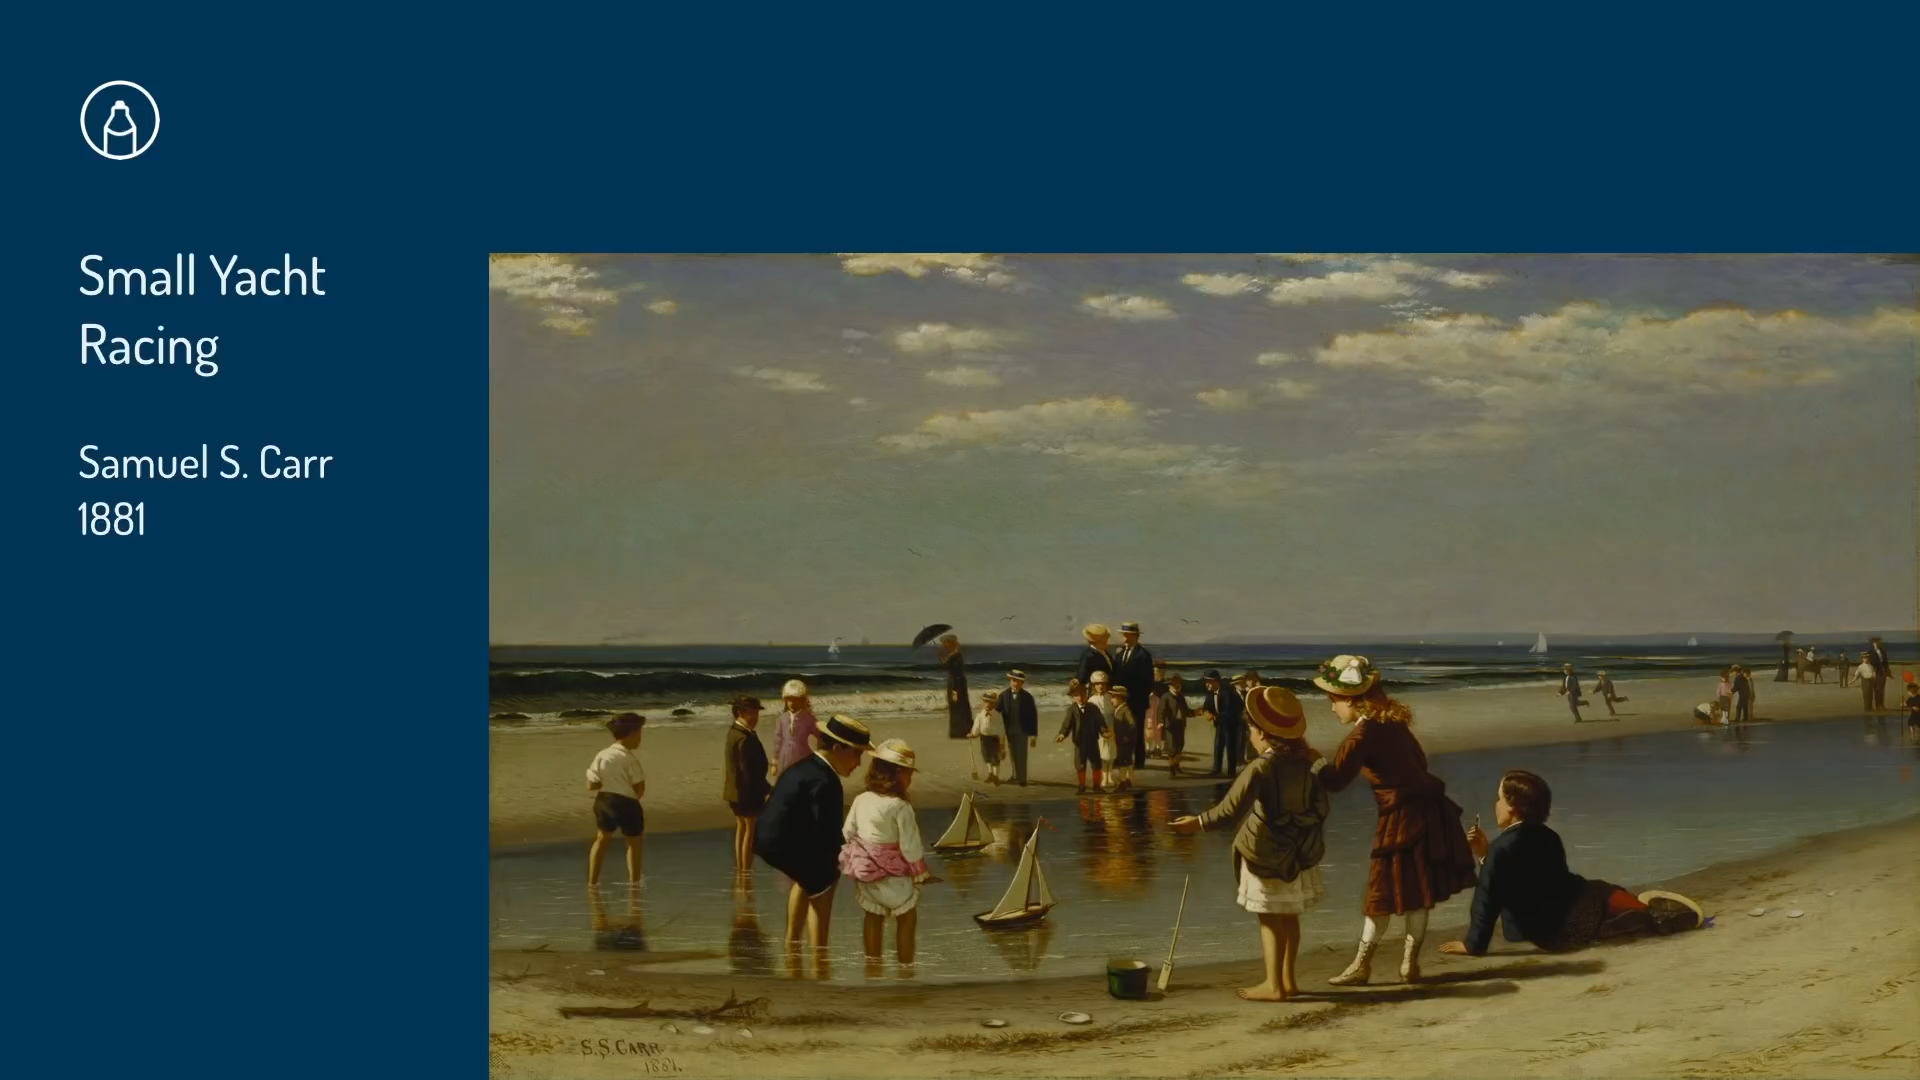 Small Yacht
Racing
Samuel S. Carr
1881
S.S. CARR.
1881.